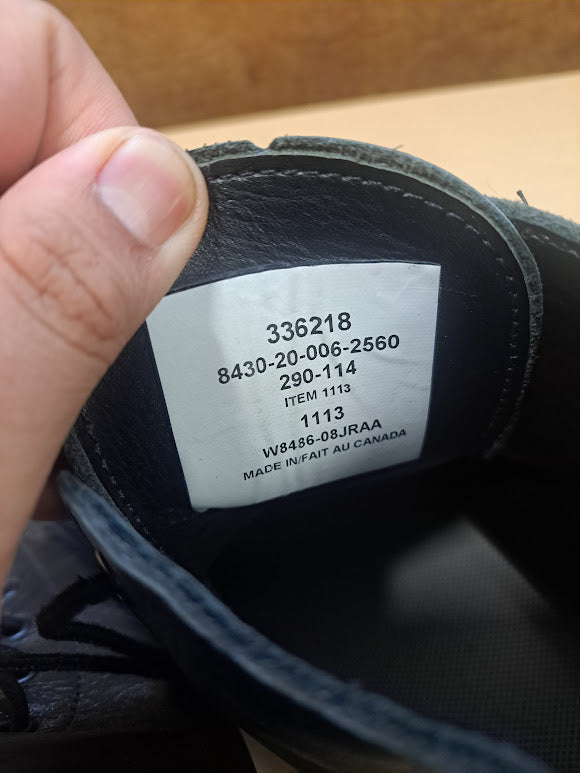 336218
8430-20-006-2560
290-114
ITEM 1113
1113
W8486-08JRAA
MADE IN/FAIT AU CANADA